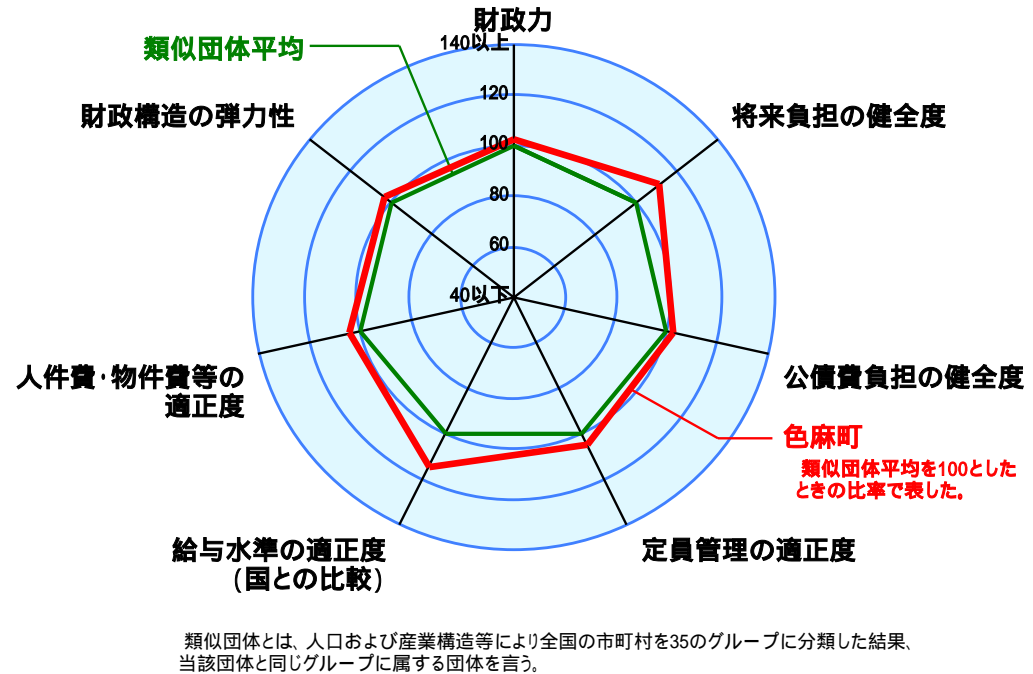 財政力
140以上
類似団体平均
120
財政構造の弾力性
将来負担の健全度
100
80
60
40以下
人件費・物件費等の
適正度
公債費負担の健全度
色麻町
類似団体平均を100とした
ときの比率で表した。
給与水準の適正度
(国との比較)
定員管理の適正度
類似団体とは、人口および産業構造等により全国の市町村を35のグループに分類した結果、
当該団体と同じグループに属する団体を言う。